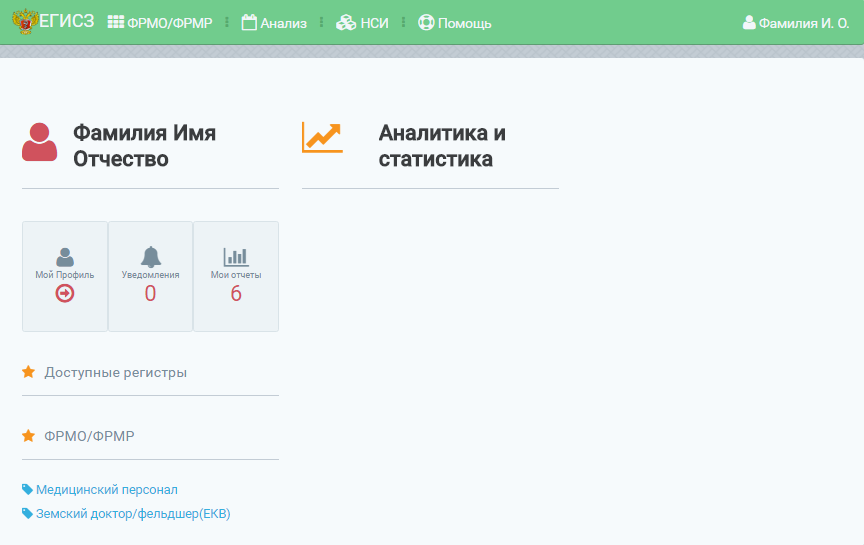 ЕГИСЗ ФРМО/ФРМР Анализ НСИ Помощь Фамилия И. О.
Фамилия Имя
Отчество
Аналитика и
статистика
Мой Профиль Уведомления Мои отчеты
0 6
Доступные регистры
ФРМО/ФРМР
Медицинский персонал
Земский доктор/фельдшер(ЕКВ)